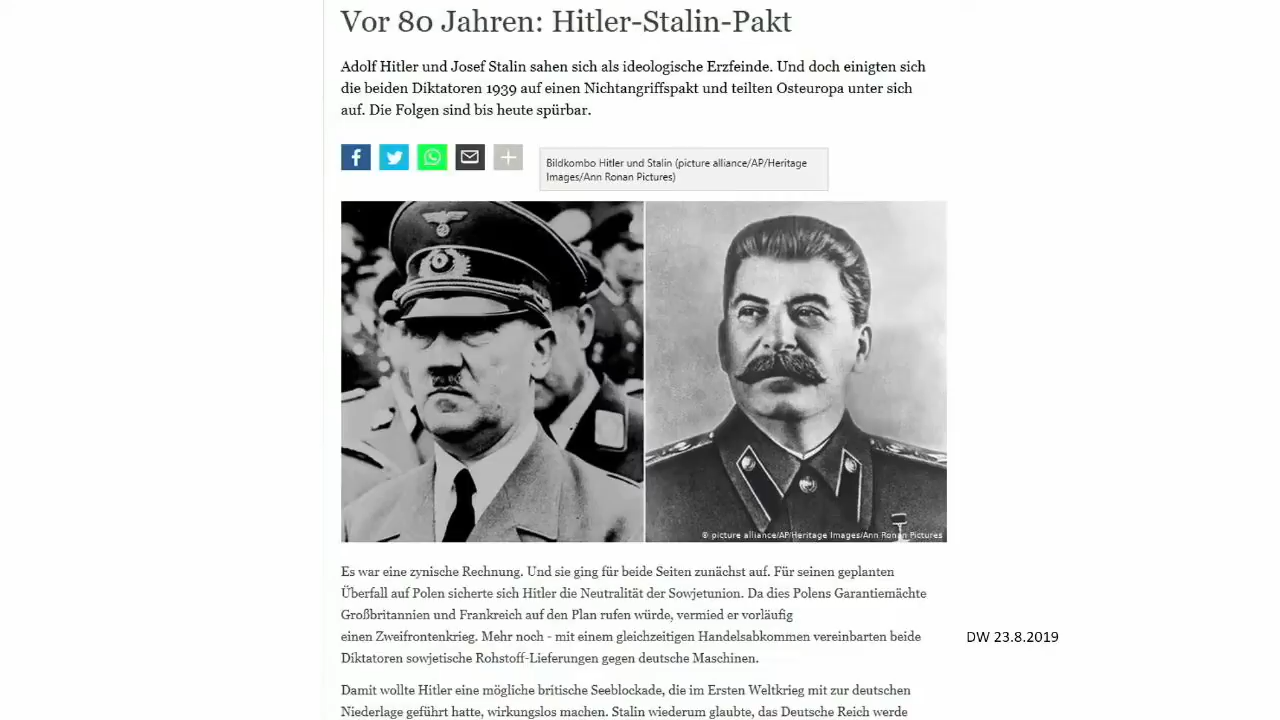 Vor 80 Jahren: Hitler-Stalin-Pakt
Adolf Hitler und Josef Stalin sahen sich als ideologische Erzfeinde. Und doch einigten sich
die beiden Diktatoren 1939 auf einen Nichtangriffspakt und teilten Osteuropa unter sich
auf. Die Folgen sind bis heute spürbar.
Bildkombo Hitler und Stalin (picture alliance/AP/Heritage
Images/Ann Ronan Pictures)
© picture alliance/AP/Heritage Images/Ann Ronan Pictures
Es war eine zynische Rechnung. Und sie ging für beide Seiten zunächst auf. Für seinen geplanten
Überfall auf Polen sicherte sich Hitler die Neutralität der Sowjetunion. Da dies Polens Garantiemächte
Großbritannien und Frankreich auf den Plan rufen würde, vermied er vorläufig
einen Zweifrontenkrieg. Mehr noch - mit einem gleichzeitigen Handelsabkommen vereinbarten beide
Diktatoren sowjetische Rohstoff-Lieferungen gegen deutsche Maschinen.
DW 23.8.2019
Damit wollte Hitler eine mögliche britische Seeblockade, die im Ersten Weltkrieg mit zur deutschen
Niederlage geführt hatte, wirkungslos machen. Stalin wiederum glaubte, das Deutsche Reich werde